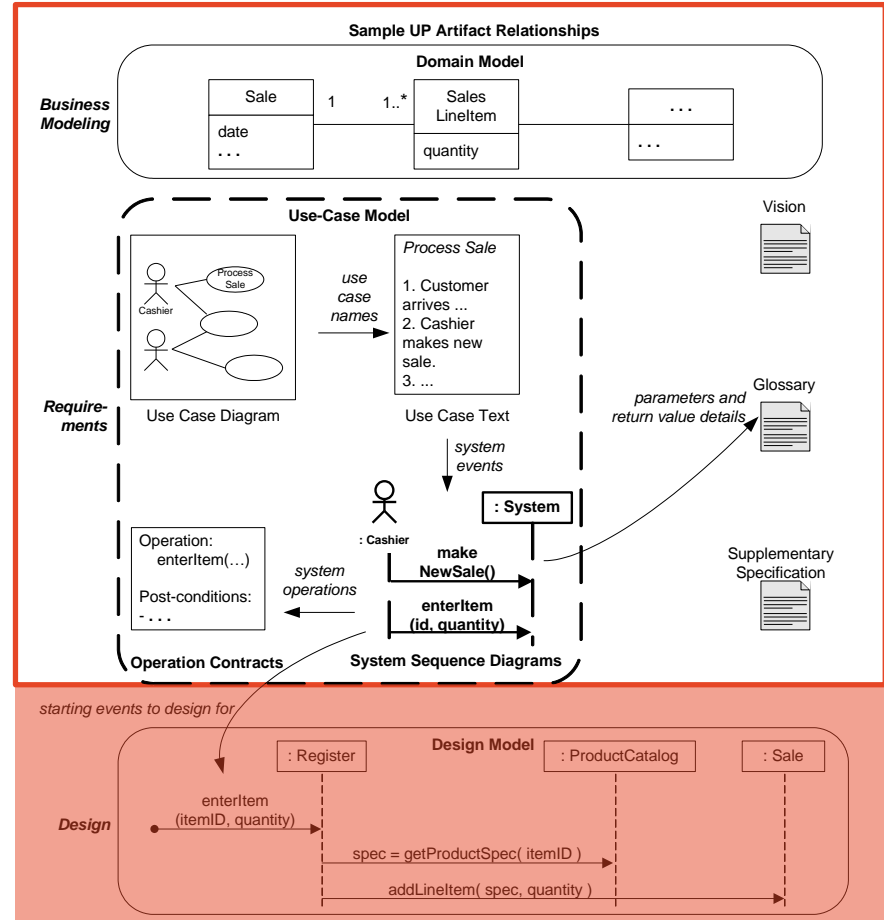 Sample UP Artifact Relationships
Domain Model
Business
Modeling
Sale
1
1..*
Sales
LineItem
. . .
date
. . .
quantity
. . .
Use-Case Model
Vision
Process
Sale
Cashier
use
case
names
Process Sale
1. Customer
arrives ...
2. Cashier
makes new
sale.
3. ...
Require-
ments
Use Case Diagram
Use Case Text
parameters and
return value details
Glossary
system
events
: System
: Cashier
Operation:
enterItem(…)
Post-conditions:
- . . .
system
operations
make
NewSale()
enterItem
(id, quantity)
Supplementary
Specification
Operation Contracts
System Sequence Diagrams
starting events to design for
Design Model
: Register
: ProductCatalog
: Sale
Design
enterItem
(itemID, quantity)
spec = getProductSpec( itemID )
addLineItem( spec, quantity )